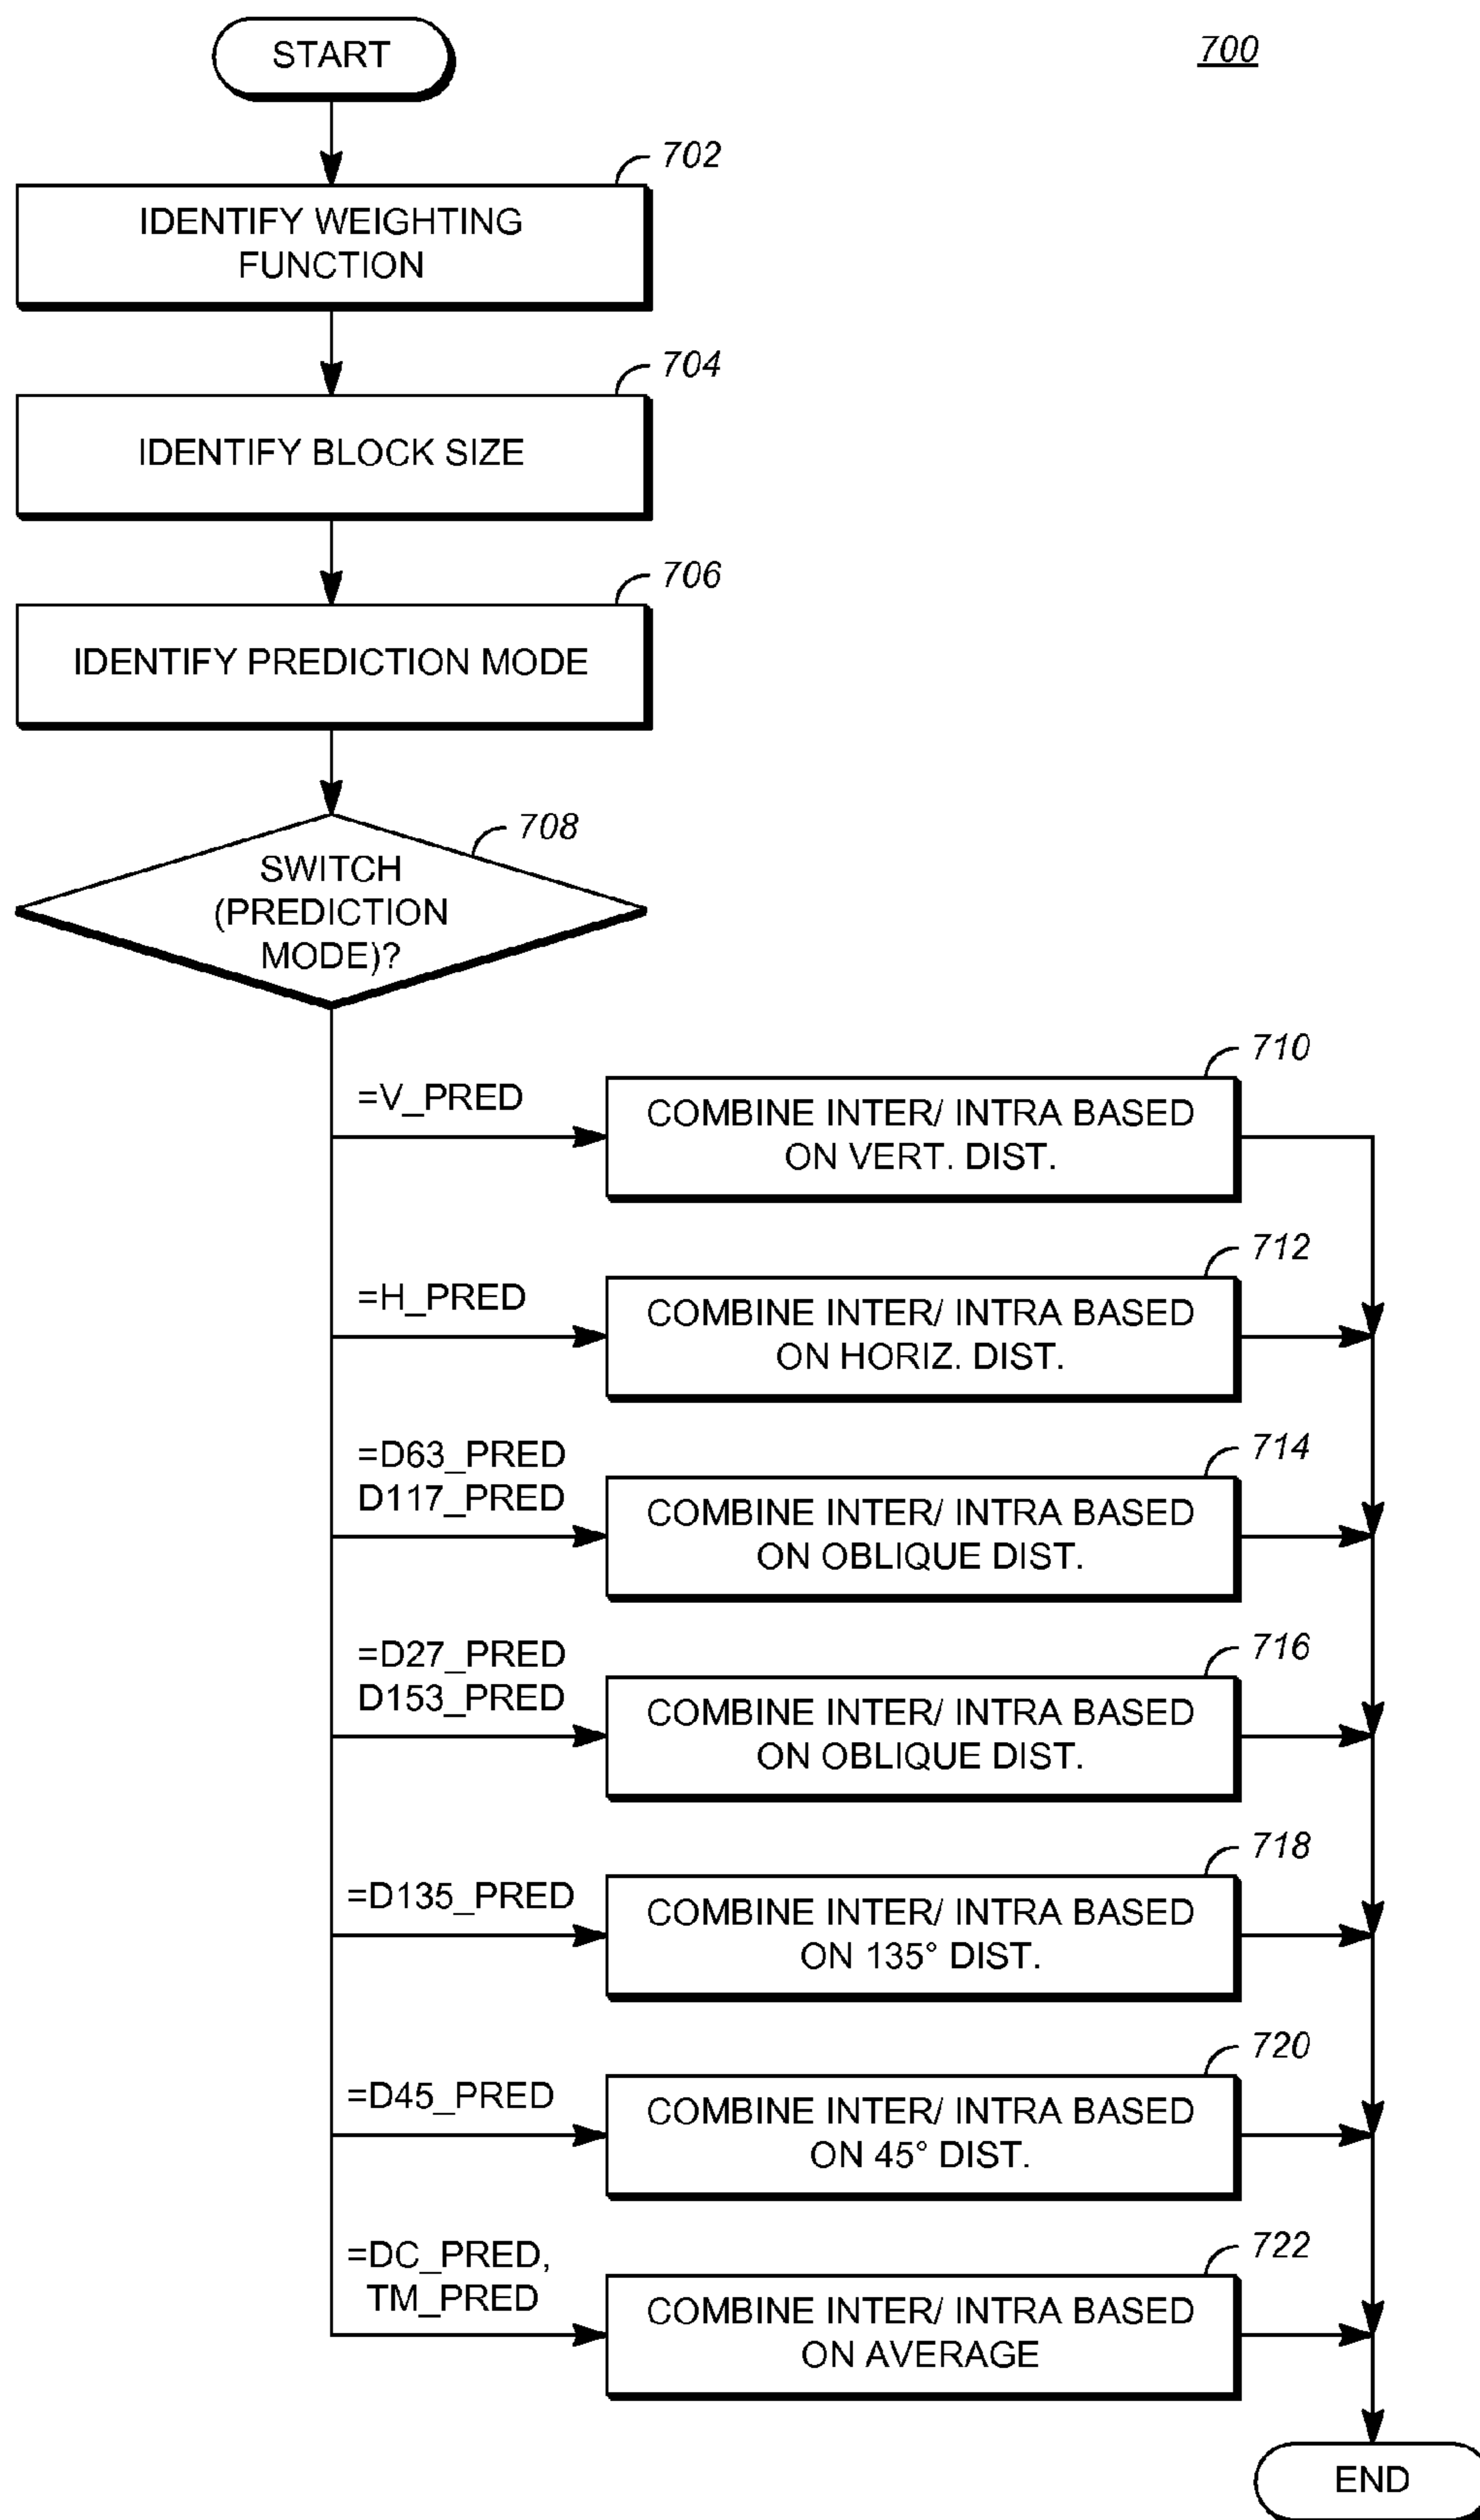 START
700
702
IDENTIFY WEIGHTING
FUNCTION
704
IDENTIFY BLOCK SIZE
706
IDENTIFY PREDICTION MODE
708
SWITCH
(PREDICTION
MODE)?
710
=V_PRED
COMBINE INTER/ INTRA BASED
ON VERT. DIST.
712
=H_PRED
COMBINE INTER/ INTRA BASED
ON HORIZ. DIST.
714
=D63_PRED
D117_PRED
COMBINE INTER/ INTRA BASED
ON OBLIQUE DIST.
716
=D27_PRED
D153_PRED
COMBINE INTER/ INTRA BASED
ON OBLIQUE DIST.
718
=D135_PRED
COMBINE INTER/ INTRA BASED
ON 135° DIST.
720
=D45_PRED
COMBINE INTER/ INTRA BASED
ON 45° DIST.
722
=DC_PRED,
TM_PRED
COMBINE INTER/ INTRA BASED
ON AVERAGE
END